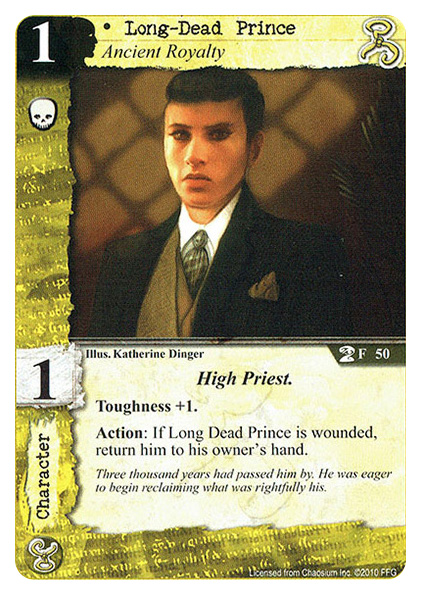 1
• Long-Dead Prince
Ancient Royalty
Illus. Katherine Dinger
F 50
1
High Priest.
Toughness +1.
Action: If Long Dead Prince is wounded,
return him to his owner's hand.
Three thousand years had passed him by. He was eager
to begin reclaiming what was rightfully his.
Character
Licensed from Chaosium Inc. ©2010 FFG